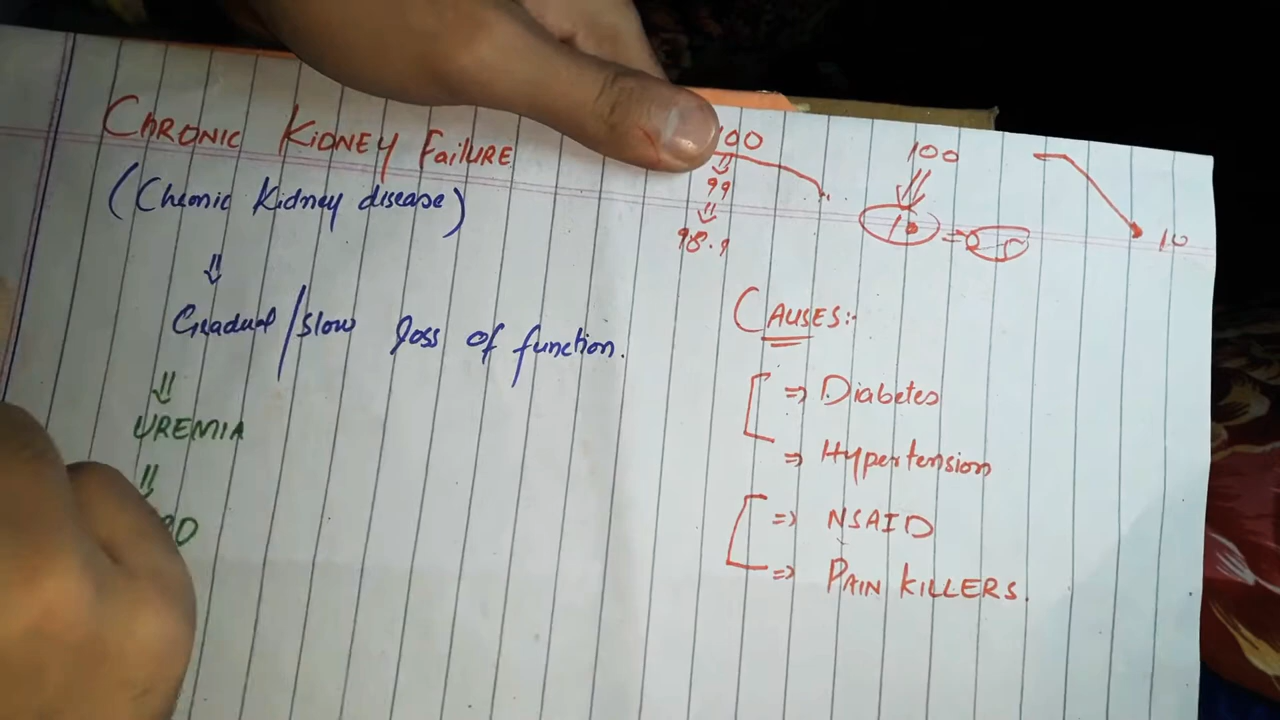 CHRONIC KIDNEY FAILURE
(Chronic Kidney disease)
⇓
Gradual / Slow loss of function.
⇓
UREMIA
⇓
100
⇓
99
⇓
98.9
100
10
10
CAUSES:-
=> Diabetes
=> Hypertension
=> NSAID
=> PAIN KILLERS.